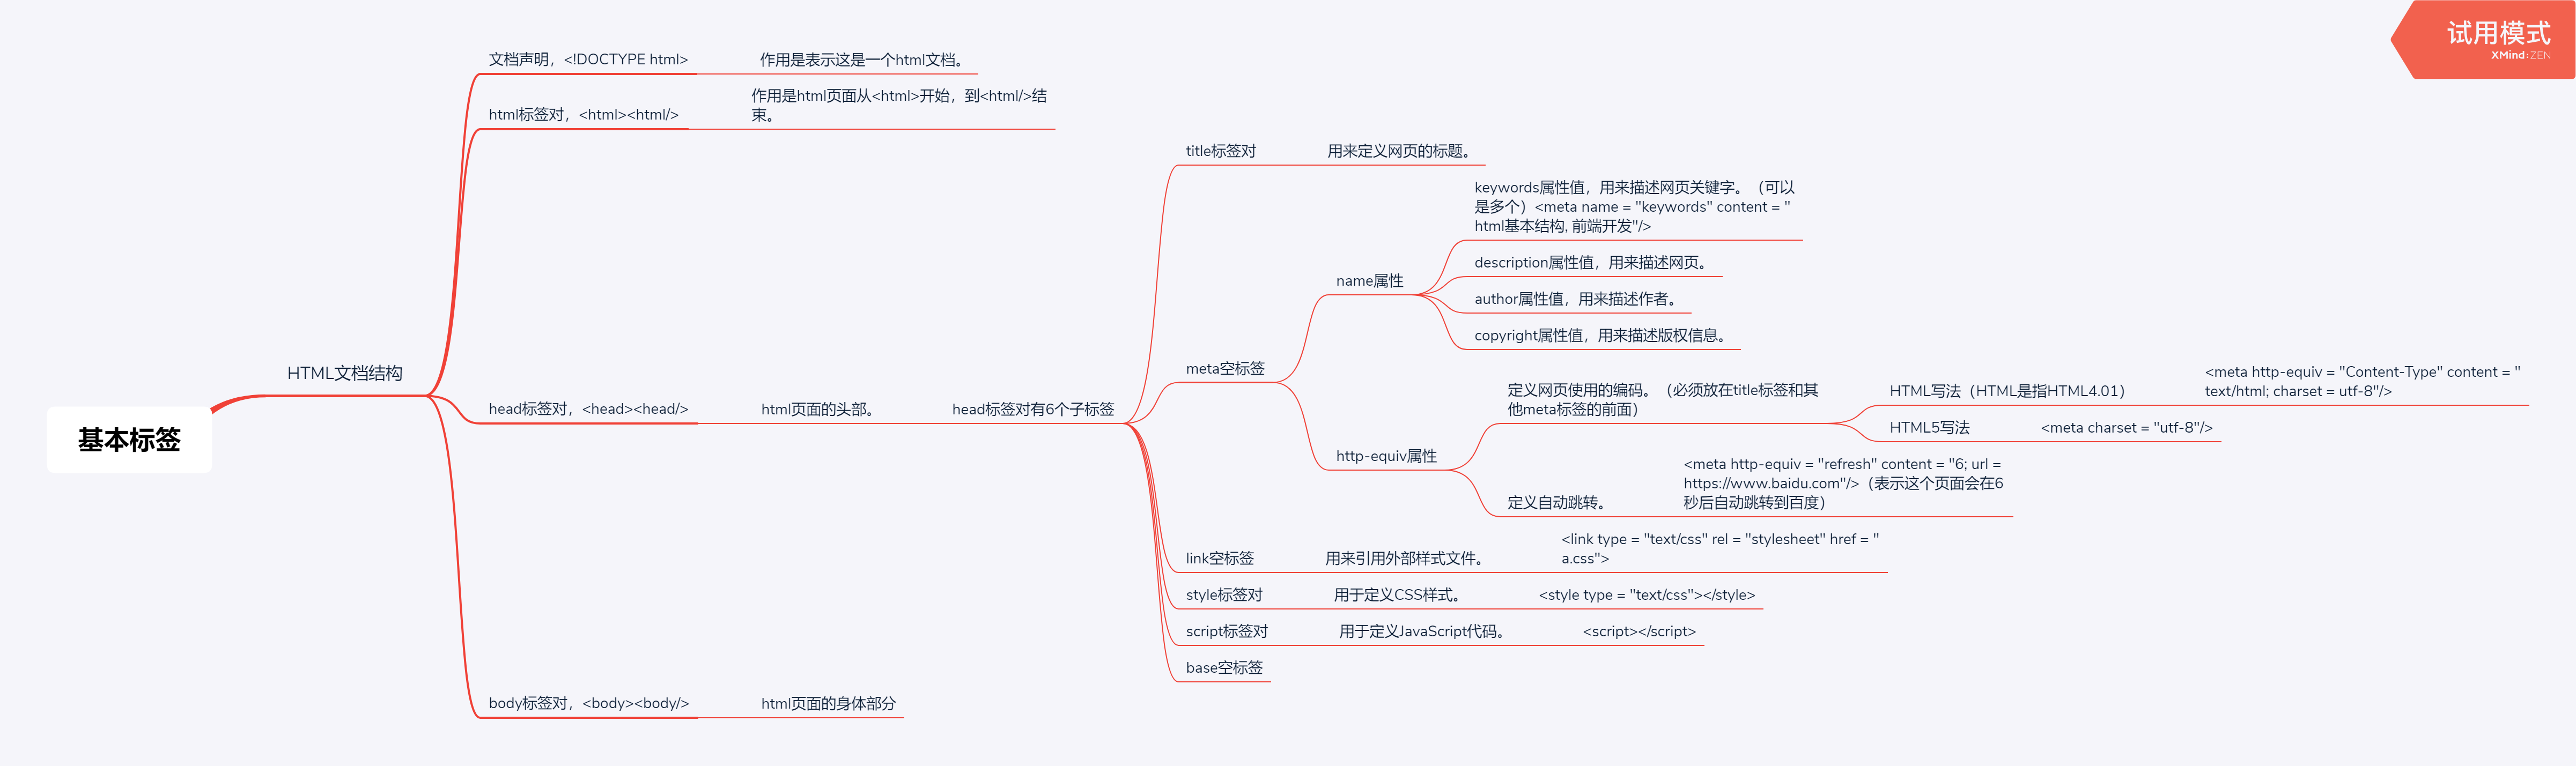 试用模式
XMind:ZEN
基本标签
HTML文档结构
文档声明，<!DOCTYPE html>
作用是表示这是一个html文档。
html标签对，<html><html/>
作用是html页面从<html>开始，到<html/>结
束。
head标签对，<head><head/>
html页面的头部。
head标签对有6个子标签
title标签对
用来定义网页的标题。
meta空标签
name属性
keywords属性值，用来描述网页关键字。（可以
是多个）<meta name = "keywords" content = "
html基本结构, 前端开发"/>
description属性值，用来描述网页。
author属性值，用来描述作者。
copyright属性值，用来描述版权信息。
http-equiv属性
定义网页使用的编码。（必须放在title标签和其
他meta标签的前面）
HTML写法（HTML是指HTML4.01）
<meta http-equiv = "Content-Type" content = "
text/html; charset = utf-8"/>
HTML5写法
<meta charset = "utf-8"/>
定义自动跳转。
<meta http-equiv = "refresh" content = "6; url =
https://www.baidu.com"/>（表示这个页面会在6
秒后自动跳转到百度）
link空标签
用来引用外部样式文件。
<link type = "text/css" rel = "stylesheet" href = "
a.css">
style标签对
用于定义CSS样式。
<style type = "text/css"></style>
script标签对
用于定义JavaScript代码。
<script></script>
base空标签
body标签对，<body><body/>
html页面的身体部分